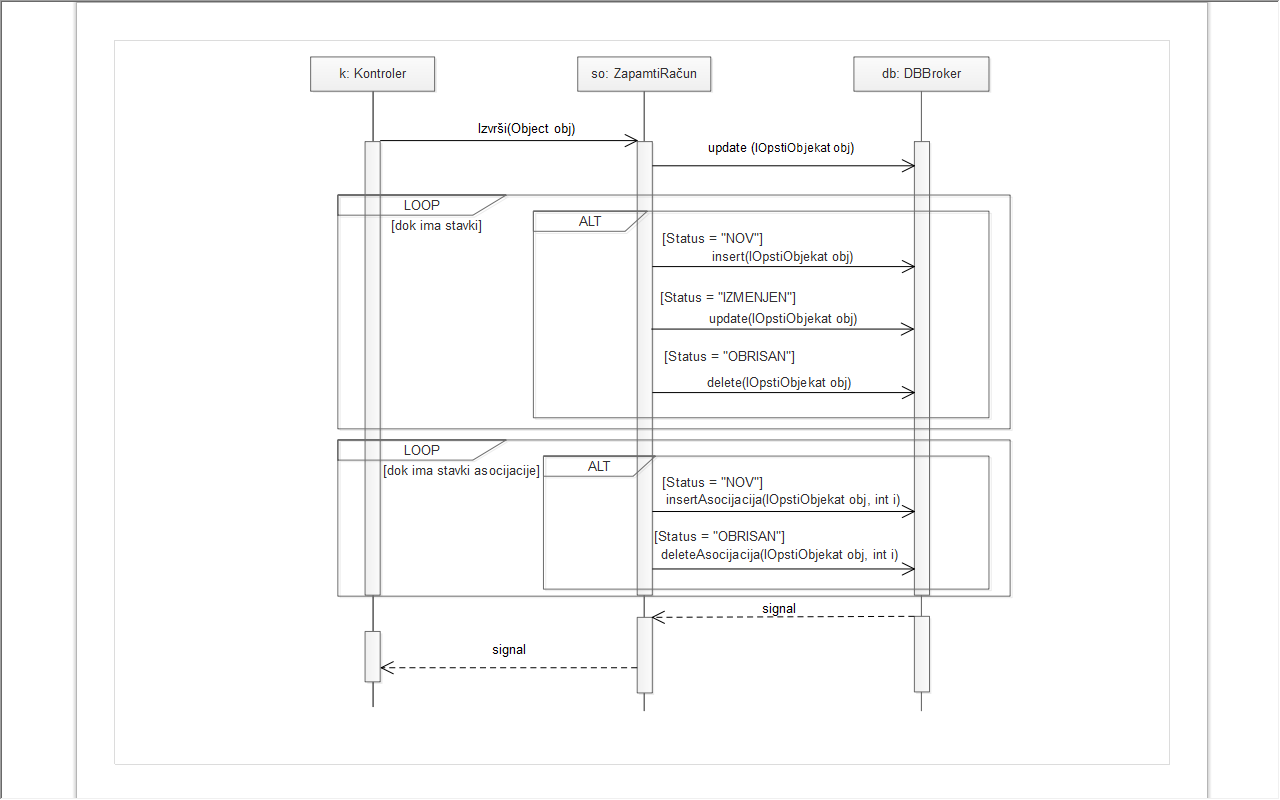 k: Kontroler
so: ZapamtiRačun
db: DBBroker
Izvrši(Object obj)
update (IOpstiObjekat obj)
LOOP
[dok ima stavki]
ALT
[Status = "NOV"]
insert(IOpstiObjekat obj)
[Status = "IZMENJEN"]
update(IOpstiObjekat obj)
[Status = "OBRISAN"]
delete(IOpstiObjekat obj)
LOOP
[dok ima stavki asocijacije]
ALT
[Status = "NOV"]
insertAsocijacija(IOpstiObjekat obj, int i)
[Status = "OBRISAN"]
deleteAsocijacija(IOpstiObjekat obj, int i)
signal
signal